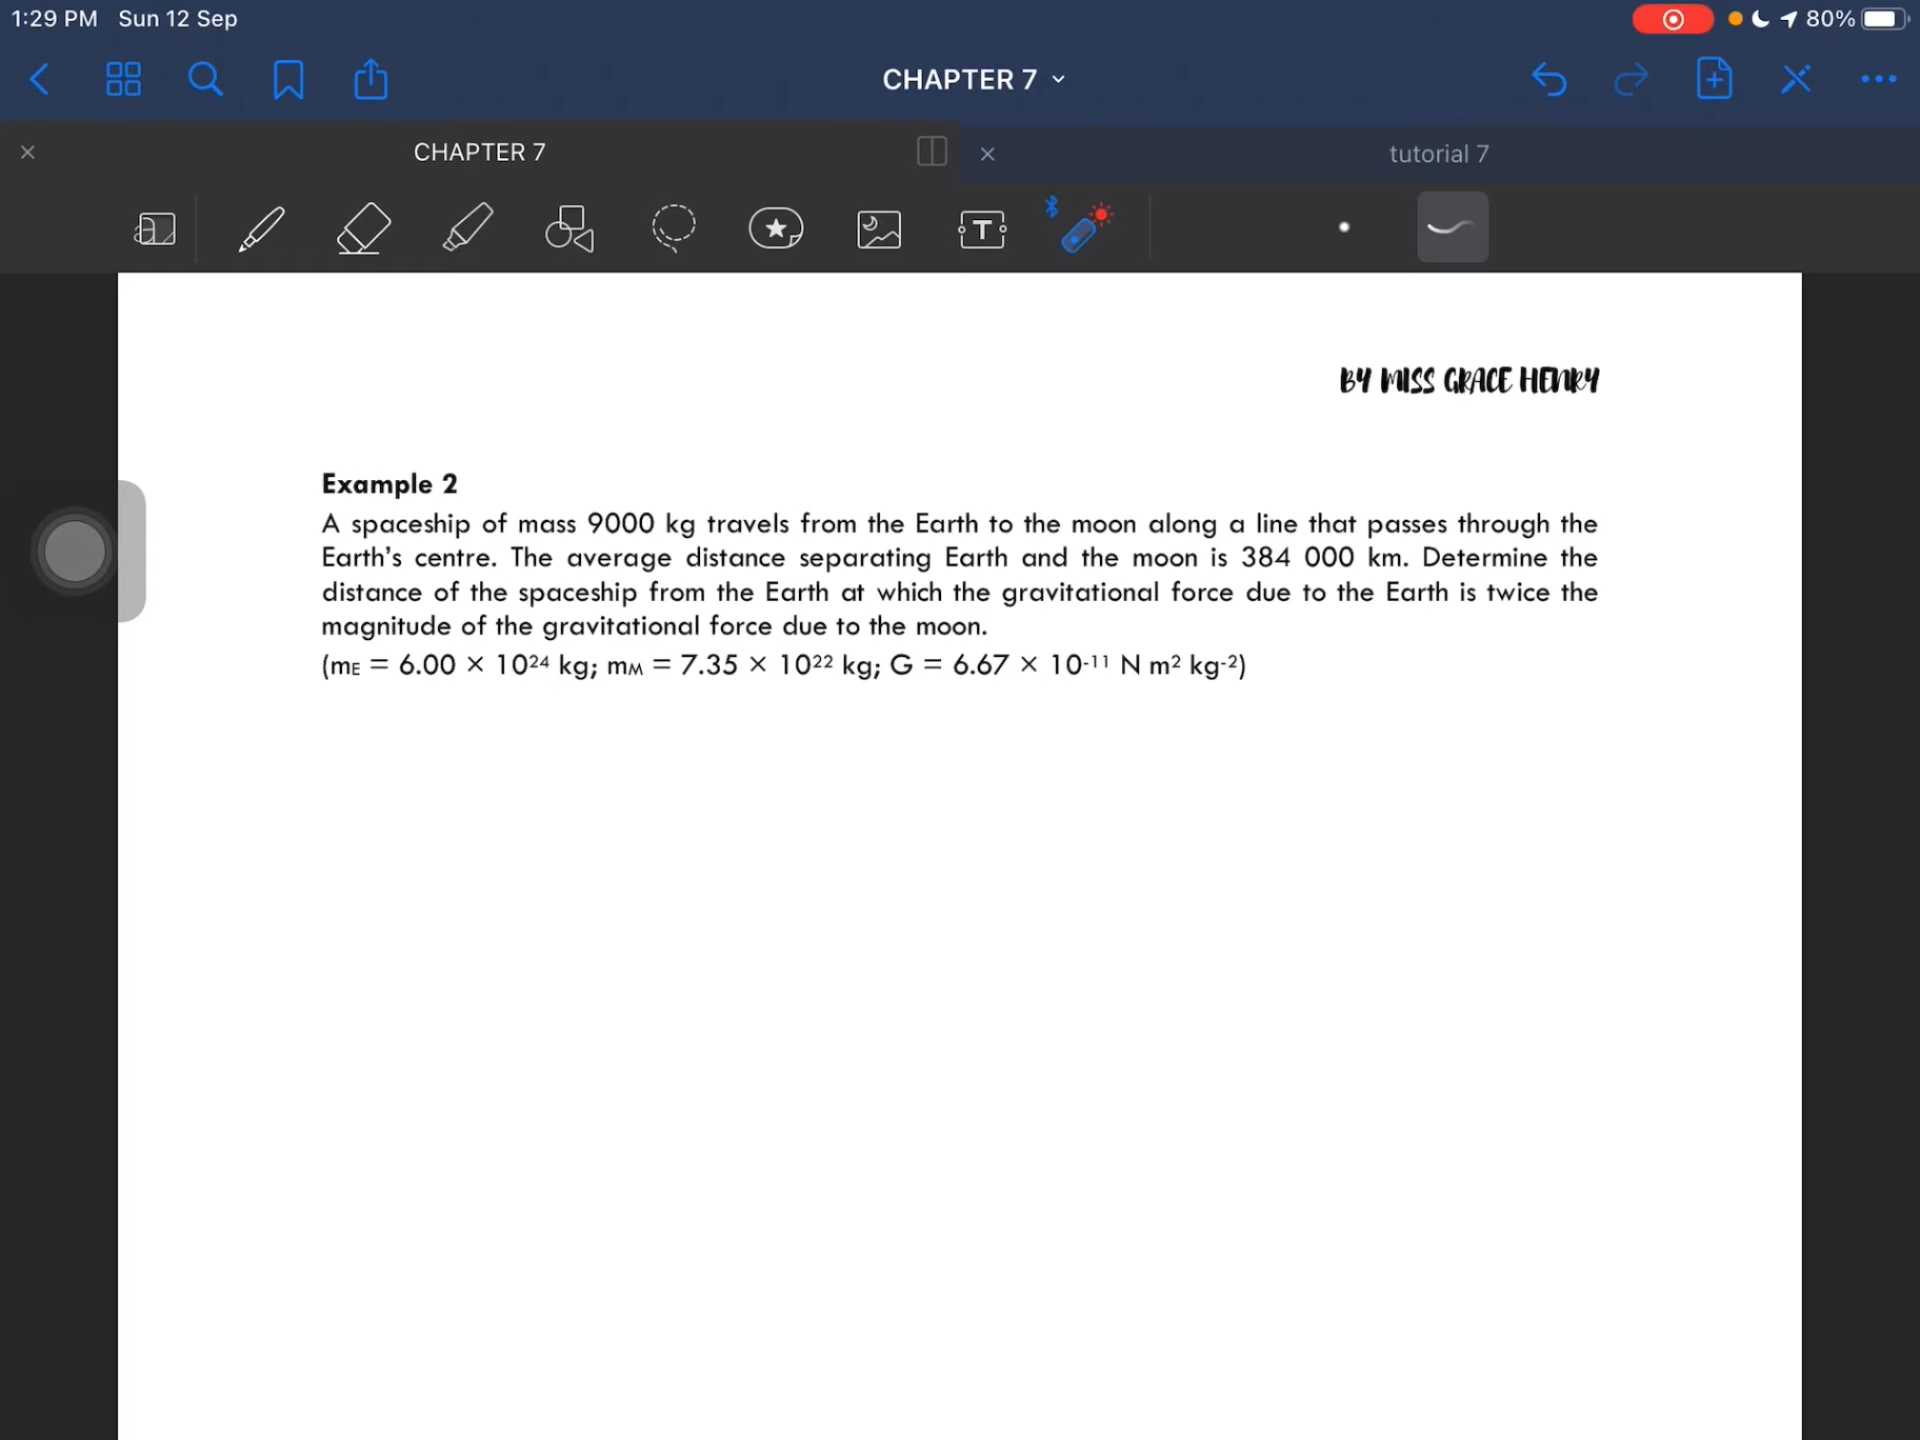 1:29 PM Sun 12 Sep
80%
CHAPTER 7
CHAPTER 7
tutorial 7
BY MISS GRACE HENRY
Example 2
A spaceship of mass 9000 kg travels from the Earth to the moon along a line that passes through the
Earth's centre. The average distance separating Earth and the moon is 384 000 km. Determine the
distance of the spaceship from the Earth at which the gravitational force due to the Earth is twice the
magnitude of the gravitational force due to the moon.
(mE = 6.00 × 10²⁴ kg; mM = 7.35 × 10²² kg; G = 6.67 × 10⁻¹¹ N m² kg⁻²)